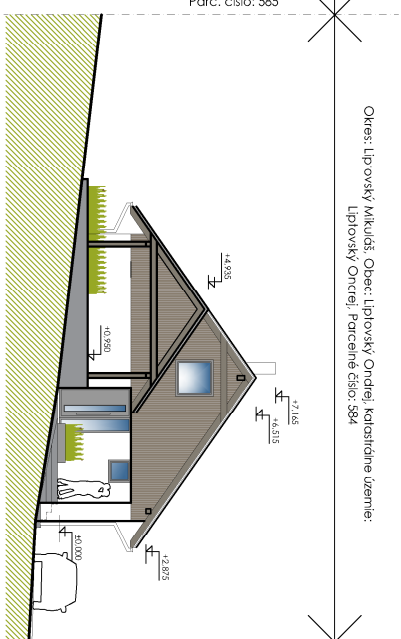 Parc. číslo: 585
Okres: Liptovský Mikuláš, Obec: Liptovský Ondrej, katastrálne územie:
Liptovský Ondrej, Parcelné číslo: 584
+4.935
+7.165
+6.515
+0.950
±0.000
+2.875